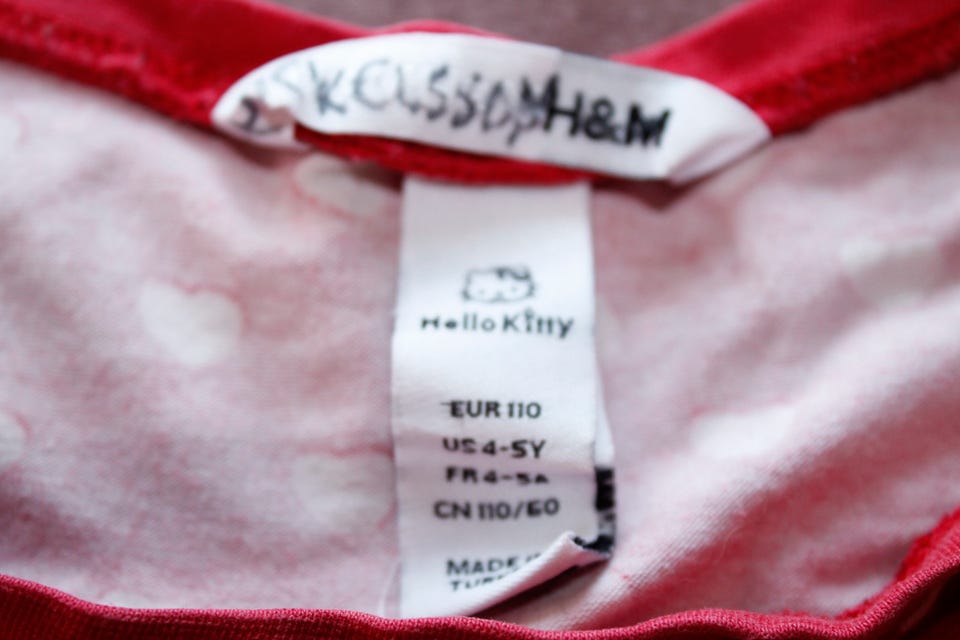 H&M
Hello Kitty
EUR 110
US 4-5Y
FR 4-5A
CN 110/60
MADE